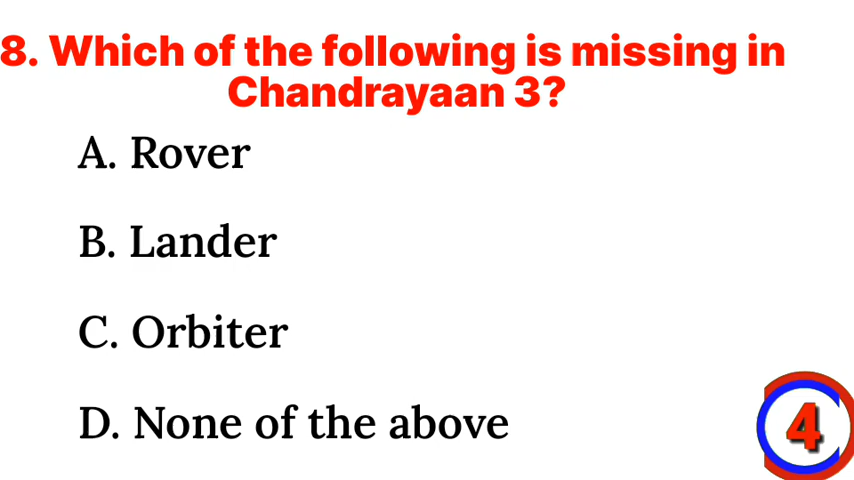 8. Which of the following is missing in
Chandrayaan 3?
A. Rover
B. Lander
C. Orbiter
D. None of the above
4